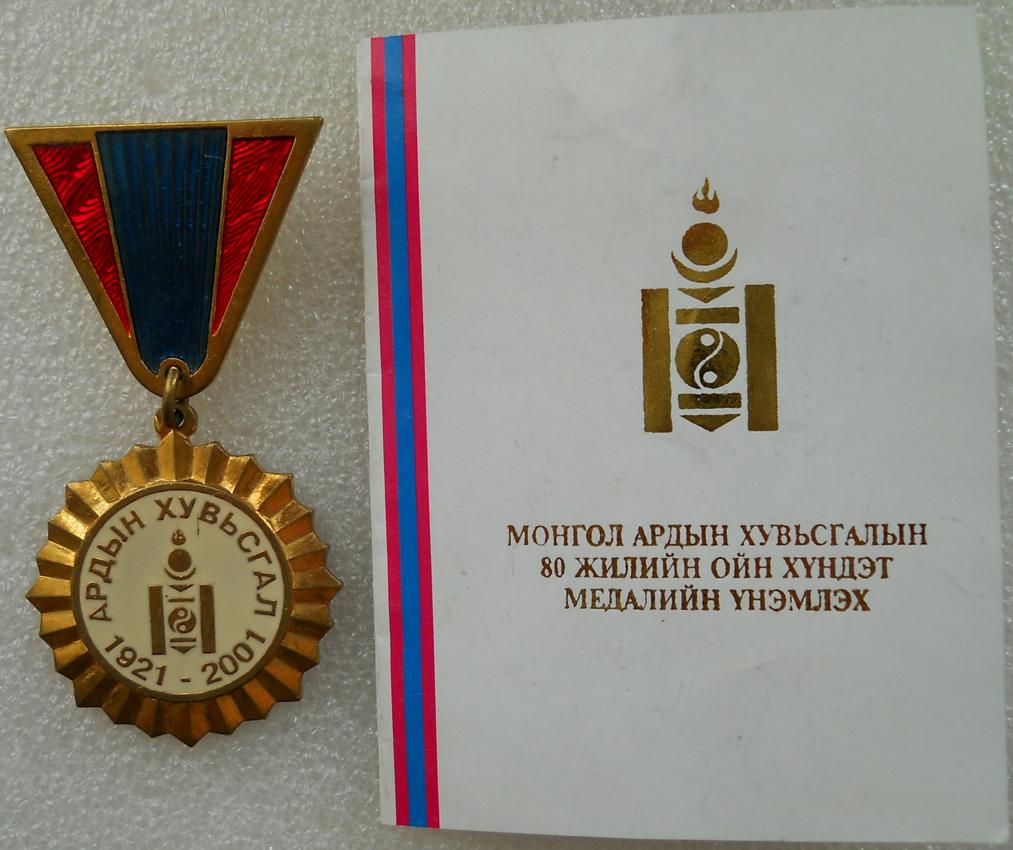 АРДЫН ХУВЬСГАЛ
1921 - 2001
МОНГОЛ АРДЫН ХУВЬСГАЛЫН
80 ЖИЛИЙН ОЙН ХҮНДЭТ
МЕДАЛИЙН ҮНЭМЛЭХ